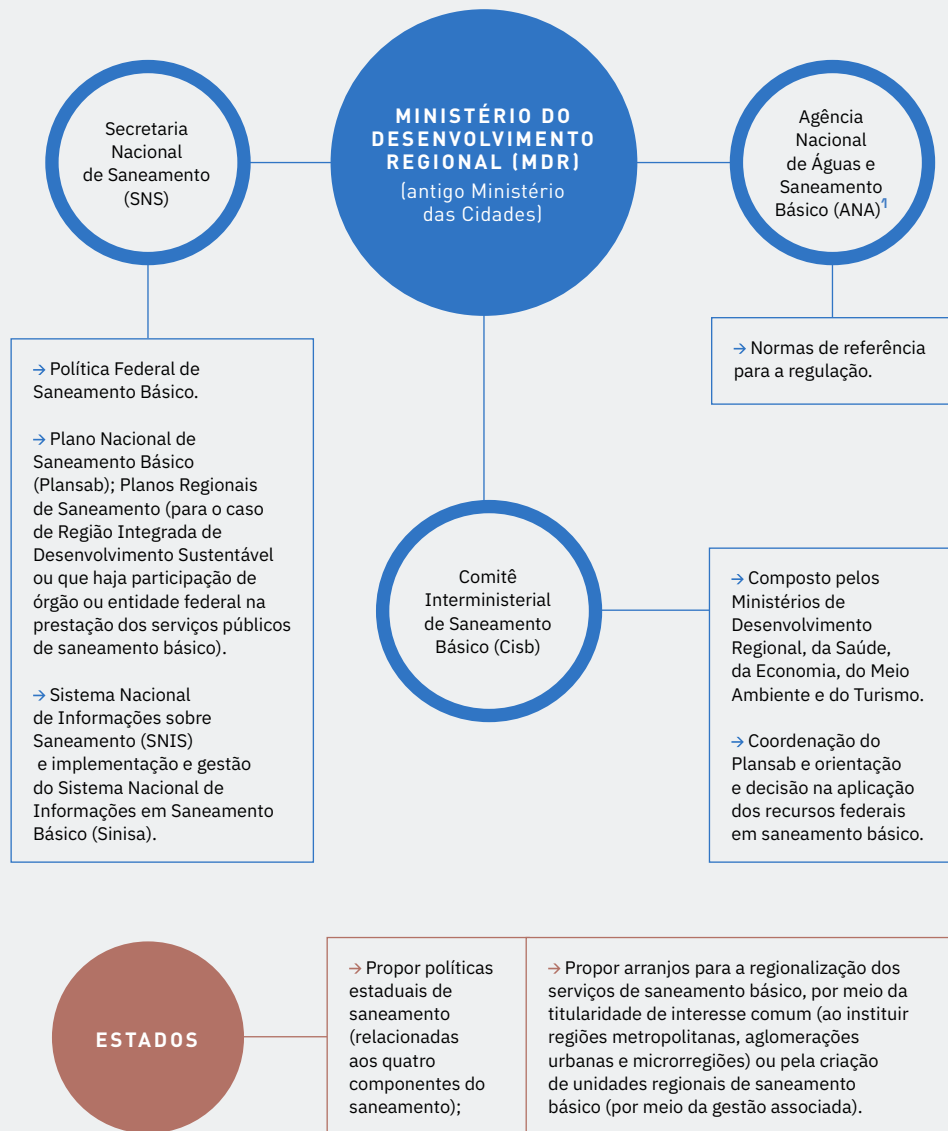 Secretaria
Nacional
de Saneamento
(SNS)
MINISTÉRIO DO
DESENVOLVIMENTO
REGIONAL (MDR)
(antigo Ministério
das Cidades)
Agência
Nacional
de Águas e
Saneamento
Básico (ANA)¹
→ Política Federal de
Saneamento Básico.
→ Plano Nacional de
Saneamento Básico
(Plansab); Planos Regionais
de Saneamento (para o caso
de Região Integrada de
Desenvolvimento Sustentável
ou que haja participação de
órgão ou entidade federal na
prestação dos serviços públicos
de saneamento básico).
→ Sistema Nacional
de Informações sobre
Saneamento (SNIS)
e implementação e gestão
do Sistema Nacional de
Informações em Saneamento
Básico (Sinisa).
→ Normas de referência
para a regulação.
Comitê
Interministerial
de Saneamento
Básico (Cisb)
→ Composto pelos
Ministérios de
Desenvolvimento
Regional, da Saúde,
da Economia, do Meio
Ambiente e do Turismo.
→ Coordenação do
Plansab e orientação
e decisão na aplicação
dos recursos federais
em saneamento básico.
ESTADOS
→ Propor políticas
estaduais de
saneamento
(relacionadas
aos quatro
componentes do
saneamento);
→ Propor arranjos para a regionalização dos
serviços de saneamento básico, por meio da
titularidade de interesse comum (ao instituir
regiões metropolitanas, aglomerações
urbanas e microrregiões) ou pela criação
de unidades regionais de saneamento
básico (por meio da gestão associada).